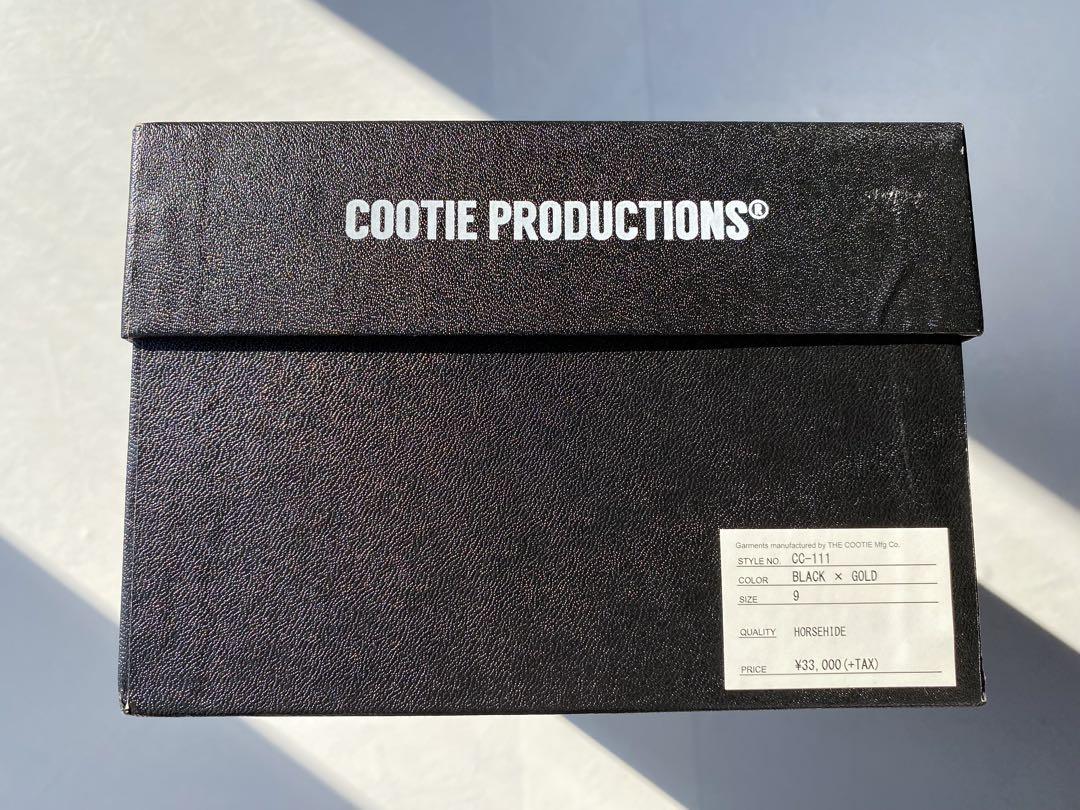 COOTIE PRODUCTIONS®
Garments manufactured by THE COOTIE Mfg Co.
STYLE NO. CC-111
COLOR BLACK × GOLD
SIZE 9
QUALITY HORSEHIDE
PRICE ¥33,000(+TAX)